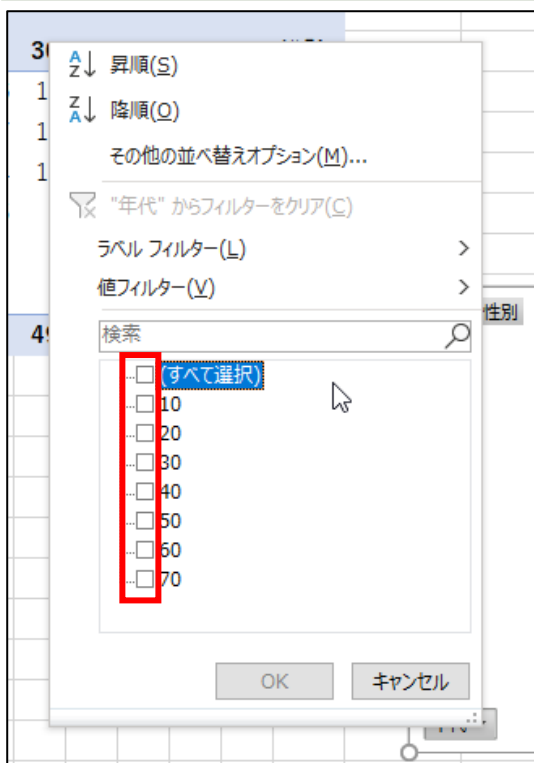 昇順(S)
降順(O)
その他の並べ替えオプション(M)...
"年代" からフィルターをクリア(C)
ラベル フィルター(L)
値フィルター(V)
性別
検索
(すべて選択)
10
20
30
40
50
60
70
OK
キャンセル